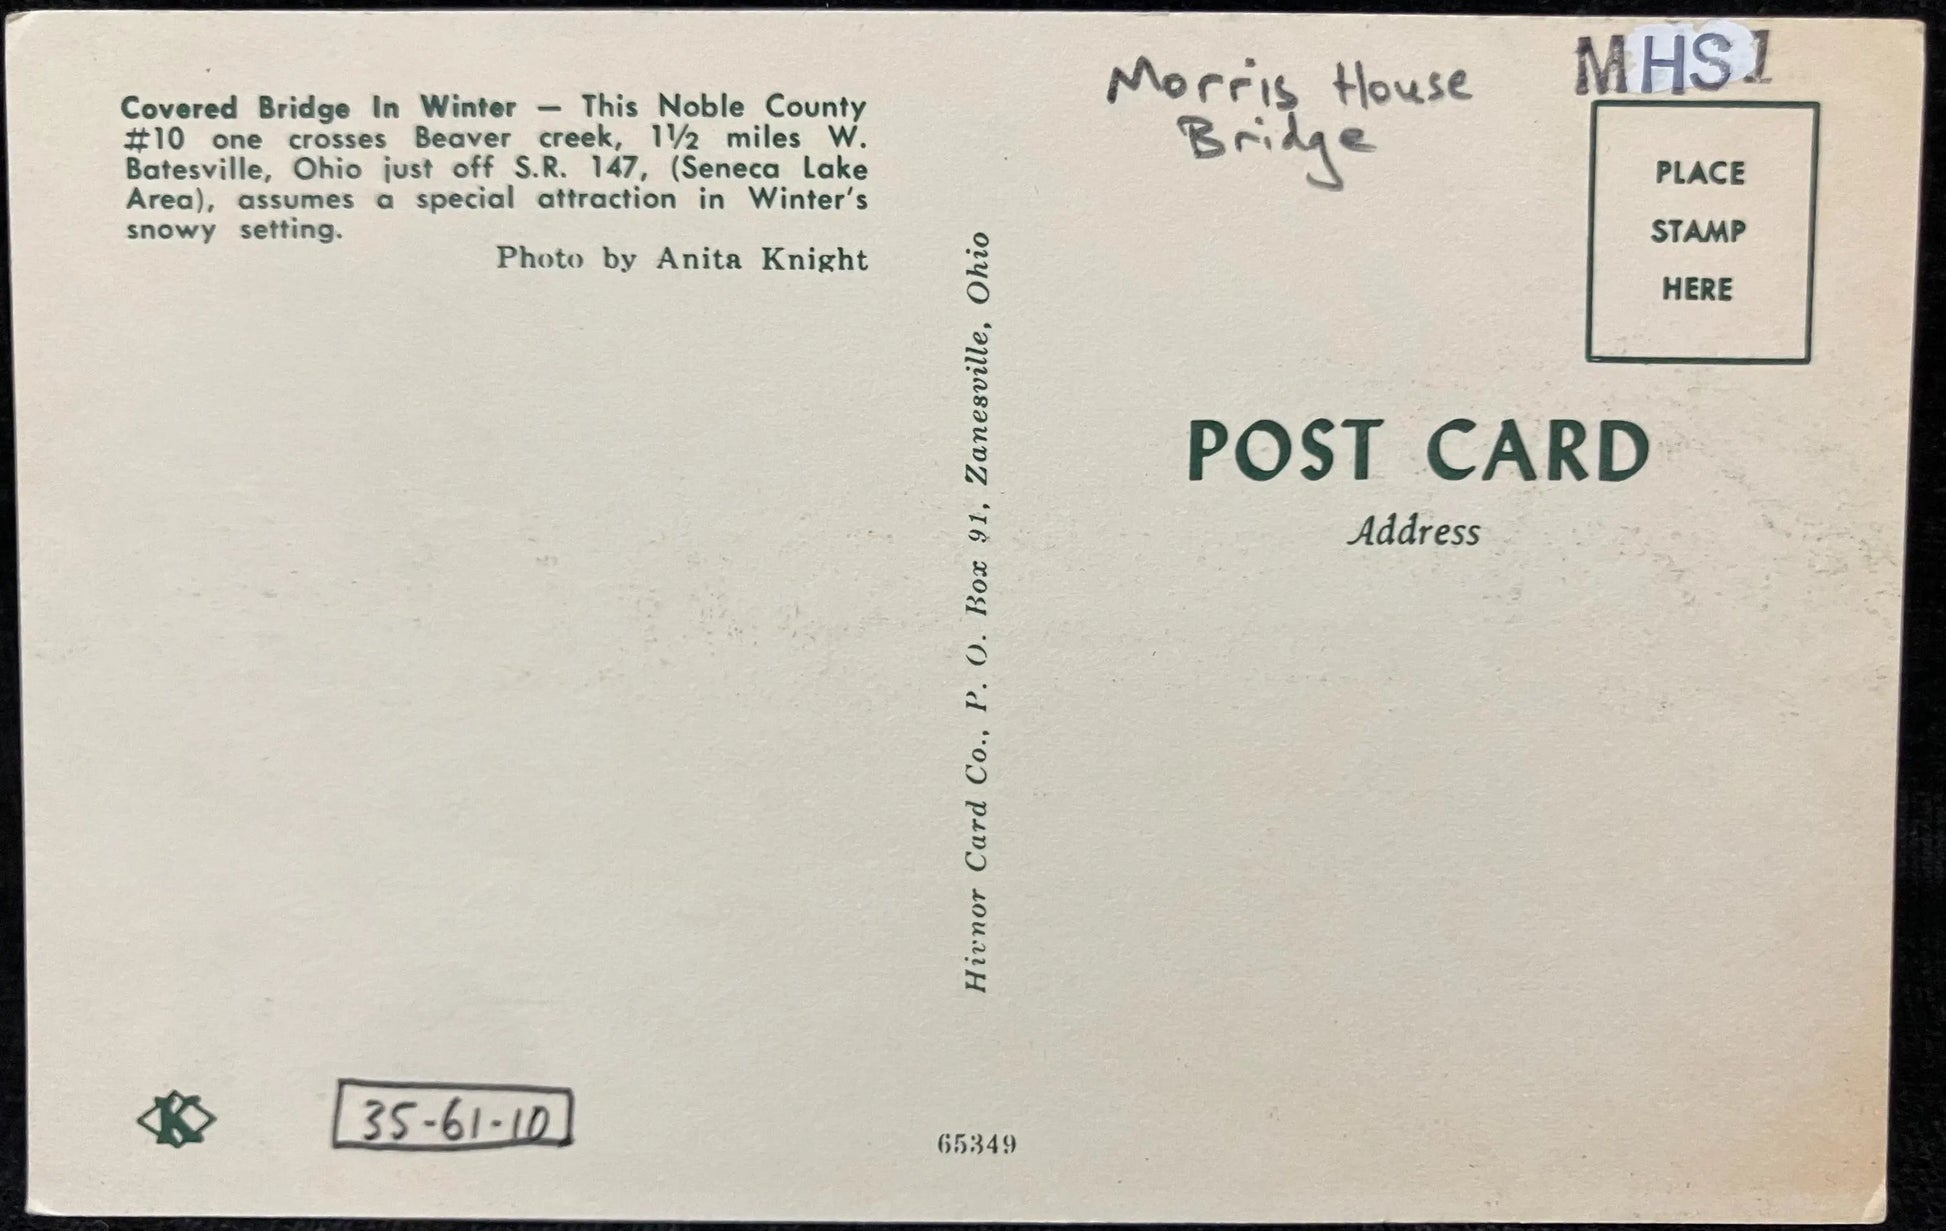 Covered Bridge In Winter — This Noble County
#10 one crosses Beaver creek, 1½ miles W.
Batesville, Ohio just off S.R. 147, (Seneca Lake
Area), assumes a special attraction in Winter's
snowy setting.
Photo by Anita Knight
Morris House
Bridge
MHS1
PLACE
STAMP
HERE
POST CARD
Address
Hivnor Card Co., P. O. Box 91, Zanesville, Ohio
K
35-61-10
65349